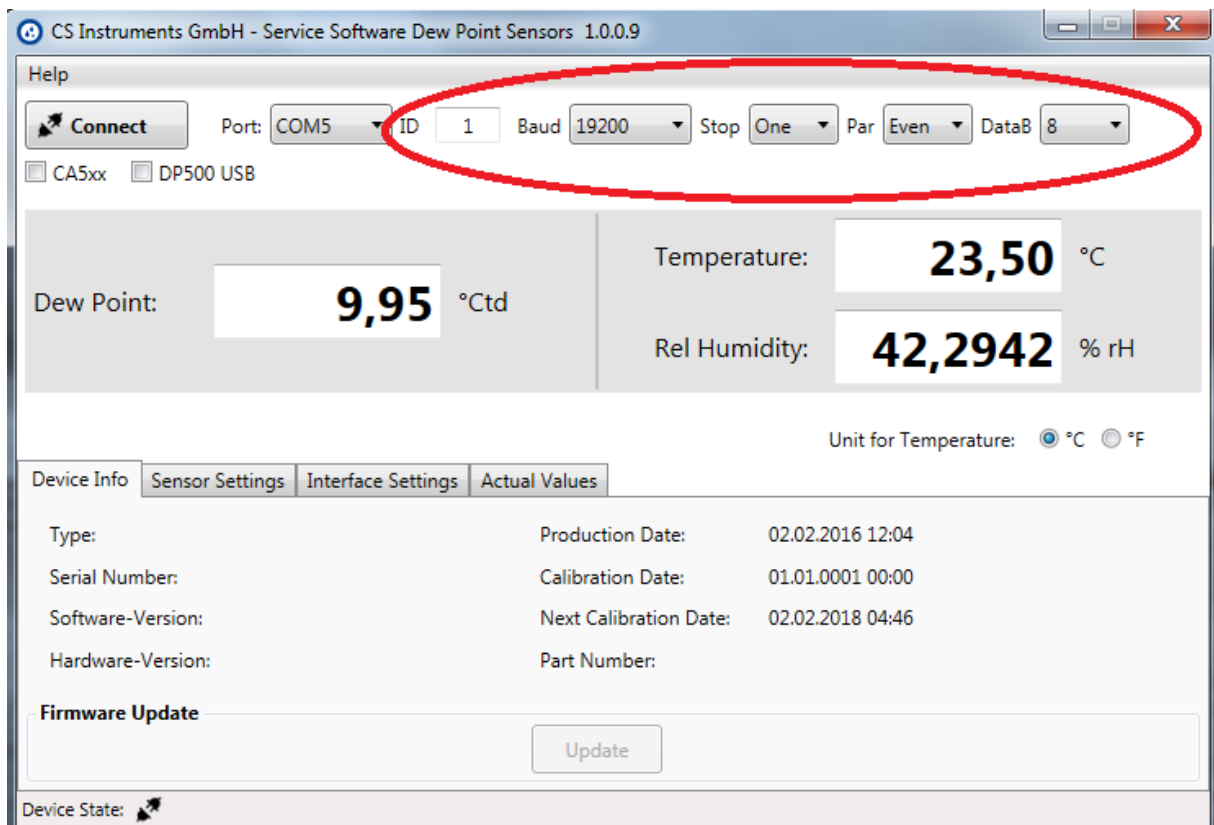 CS Instruments GmbH - Service Software Dew Point Sensors 1.0.0.9
Help
Connect Port: COM5 ID 1 Baud 19200 Stop One Par Even DataB 8
CA5xx DP500 USB
Temperature: 23,50 °C
Dew Point: 9,95 °Ctd
Rel Humidity: 42,2942 % rH
Unit for Temperature: °C °F
Device Info Sensor Settings Interface Settings Actual Values
Type: Production Date: 02.02.2016 12:04
Serial Number: Calibration Date: 01.01.0001 00:00
Software-Version: Next Calibration Date: 02.02.2018 04:46
Hardware-Version: Part Number:
Firmware Update
Update
Device State: